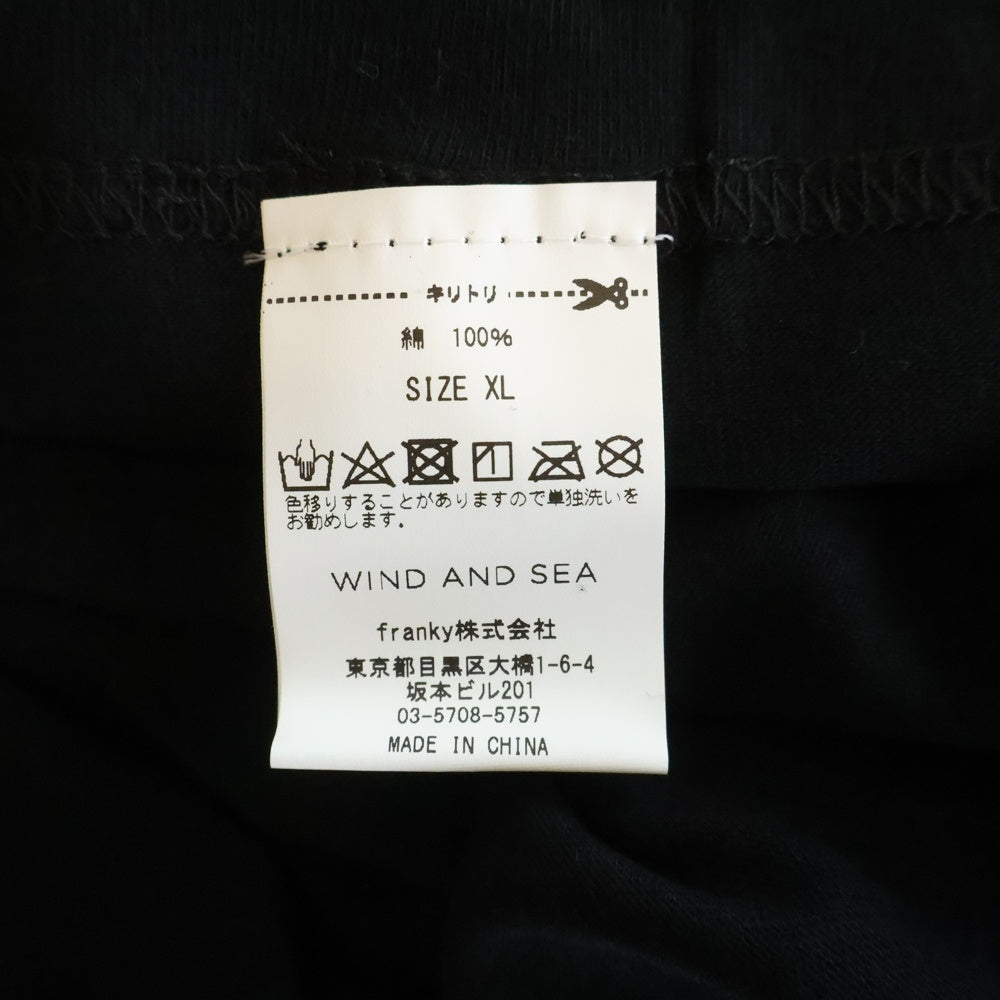 キリトリ
綿 100%
SIZE XL
色移りすることがありますので単独洗いを
お勧めします。
WIND AND SEA
franky株式会社
東京都目黒区大橋1-6-4
坂本ビル201
03-5708-5757
MADE IN CHINA